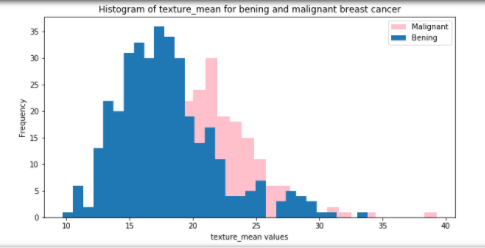 Histogram of texture_mean for bening and malignant breast cancer
Malignant
Bening
Frequency
35
30
25
20
15
10
5
0
10 15 20 25 30 35 40
texture_mean values